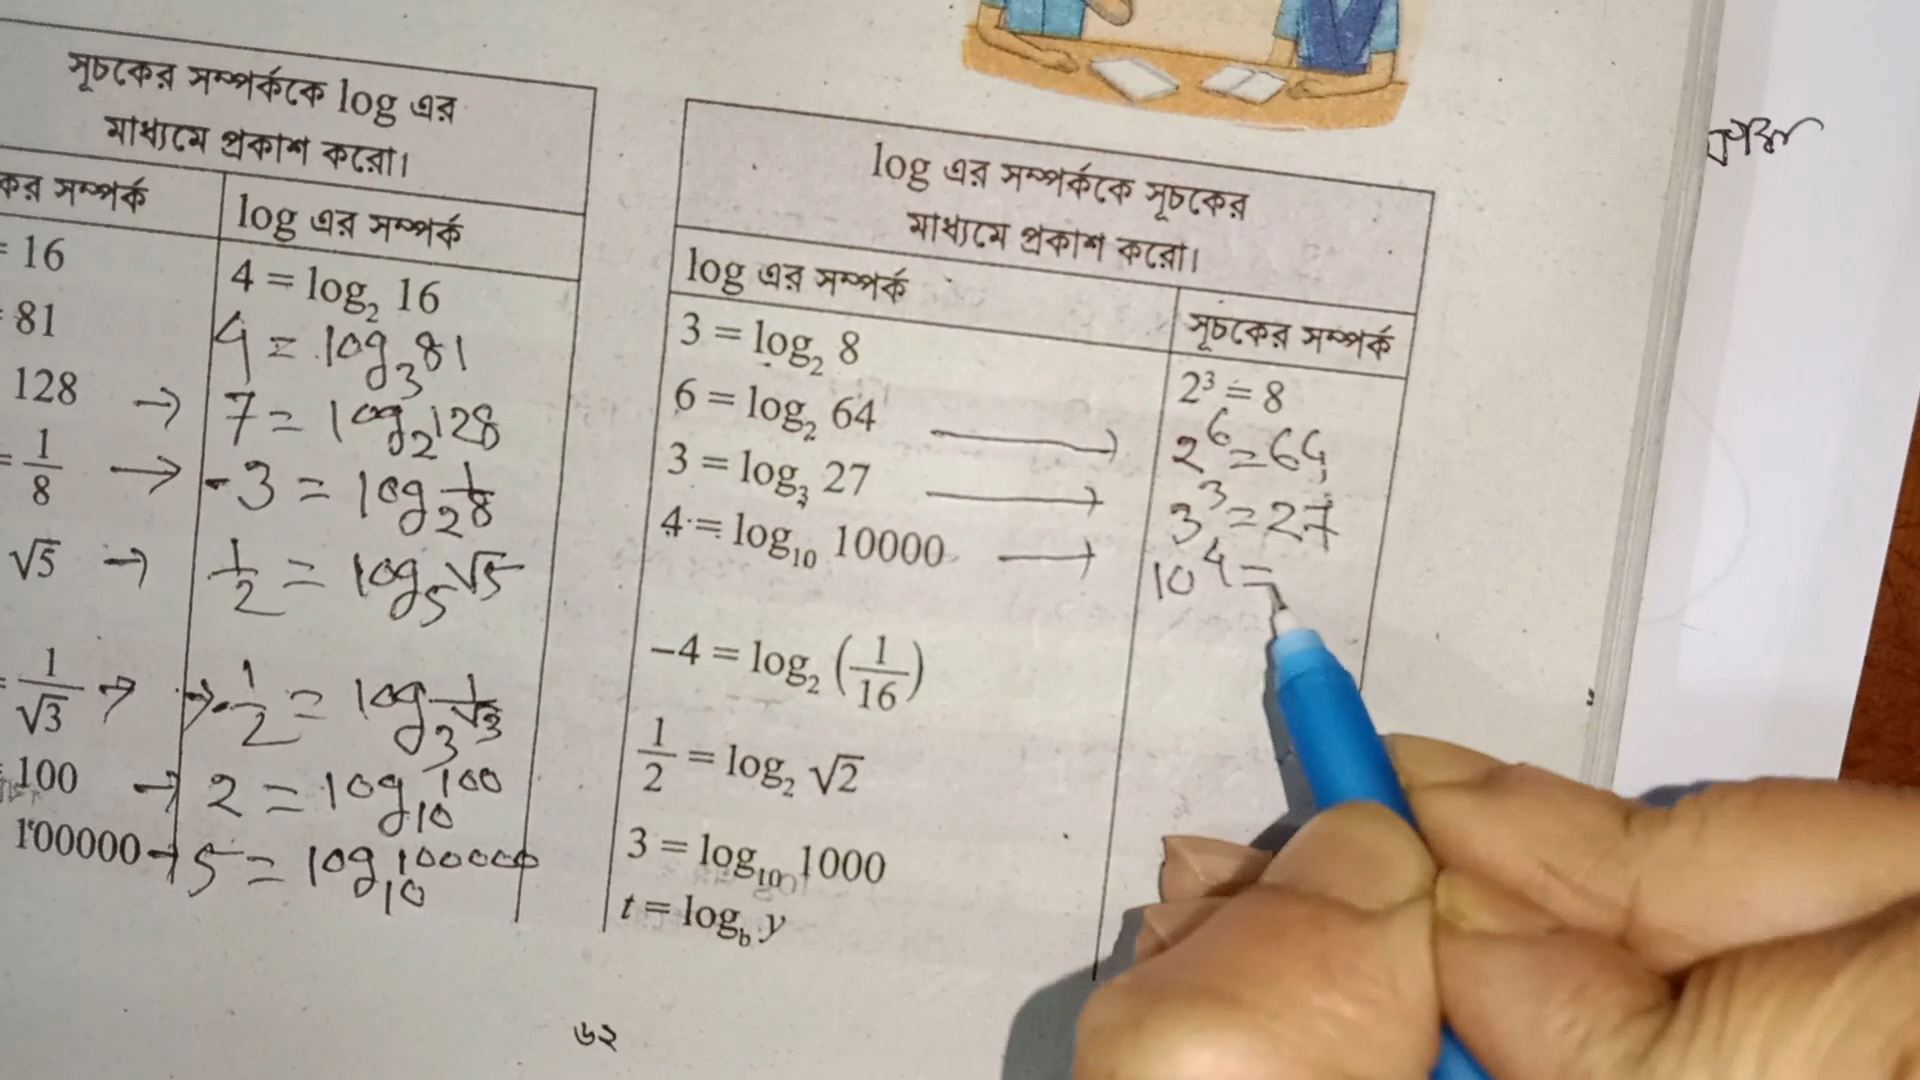 সূচকের সম্পর্ককে log এর
মাধ্যমে প্রকাশ করো।
কর সম্পর্ক log এর সম্পর্ক
= 16 4 = log₂ 16
= 81 4 = log₃ 81
128 → 7 = log₂ 128
= 1/8 → -3 = log₂ 1/8
√5 → 1/2 = log₅ √5
= 1/√3 → → -1/2 = log₃ 1/√3
= 100 → 2 = log₁₀ 100
100000 → 5 = log₁₀ 100000
log এর সম্পর্ককে সূচকের
মাধ্যমে প্রকাশ করো।
log এর সম্পর্ক সূচকের সম্পর্ক
3 = log₂ 8 2³ = 8
6 = log₂ 64 → 2⁶ = 64
3 = log₃ 27 → 3³ = 27
4 = log₁₀ 10000 → 10⁴ =
−4 = log₂ (1/16)
1/2 = log₂ √2
3 = log₁₀ 1000
t = log_b y
৬২